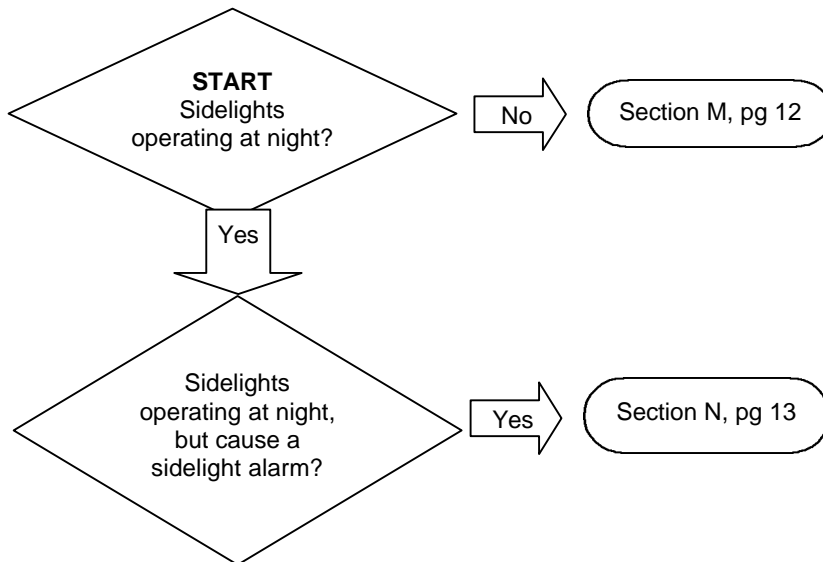 START
Sidelights
operating at night?
No
Section M, pg 12
Yes
Sidelights
operating at night,
but cause a
sidelight alarm?
Yes
Section N, pg 13